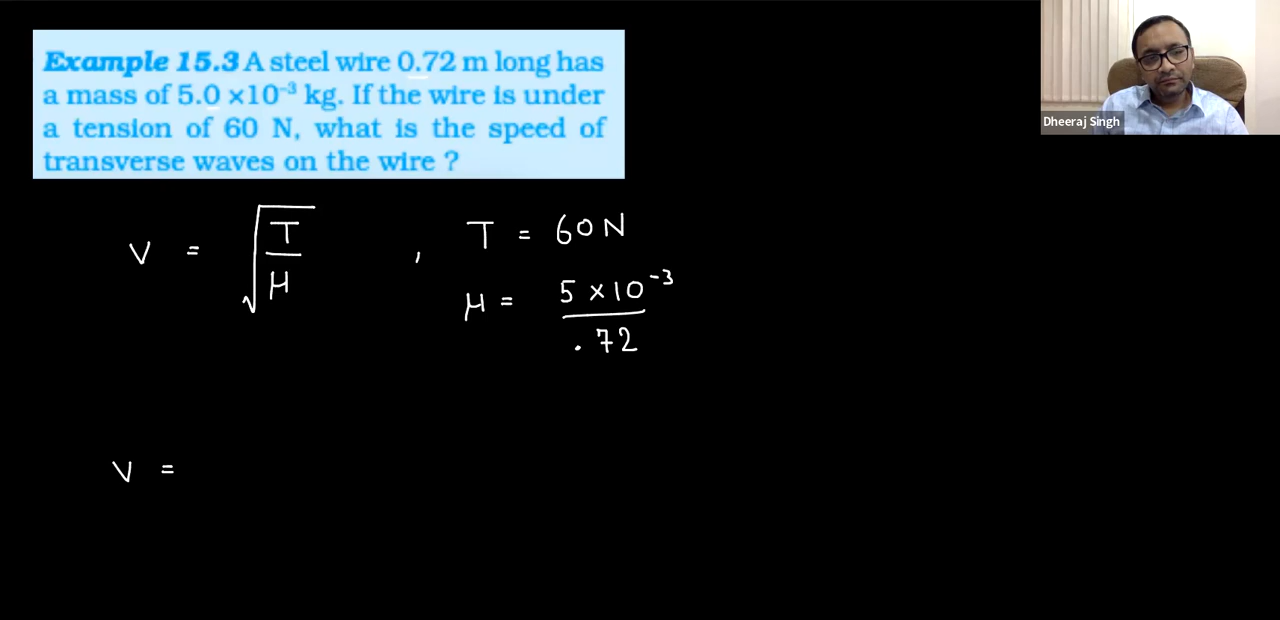 Example 15.3 A steel wire 0.72 m long has
a mass of 5.0 ×10⁻³ kg. If the wire is under
a tension of 60 N, what is the speed of
transverse waves on the wire ?
Dheeraj Singh
V = √(T/μ) , T = 60N
μ = 5 ×10⁻³ / .72
V =